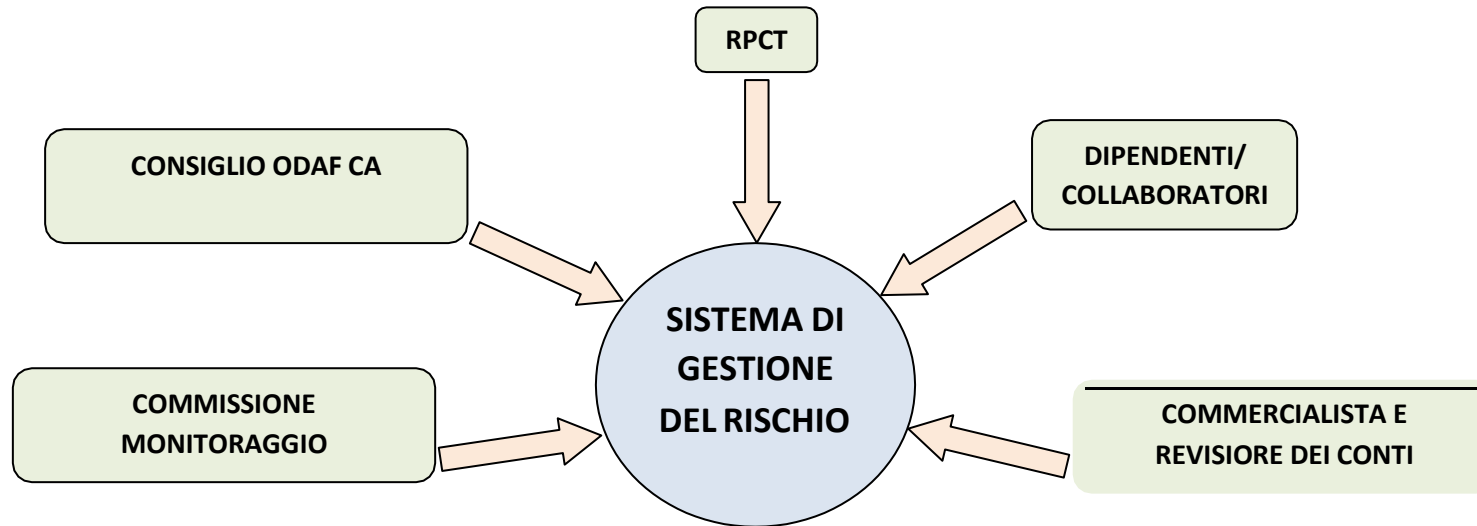 RPCT
CONSIGLIO ODAF CA
DIPENDENTI/
COLLABORATORI
SISTEMA DI
GESTIONE
DEL RISCHIO
COMMISSIONE
MONITORAGGIO
COMMERCIALISTA E
REVISIORE DEI CONTI